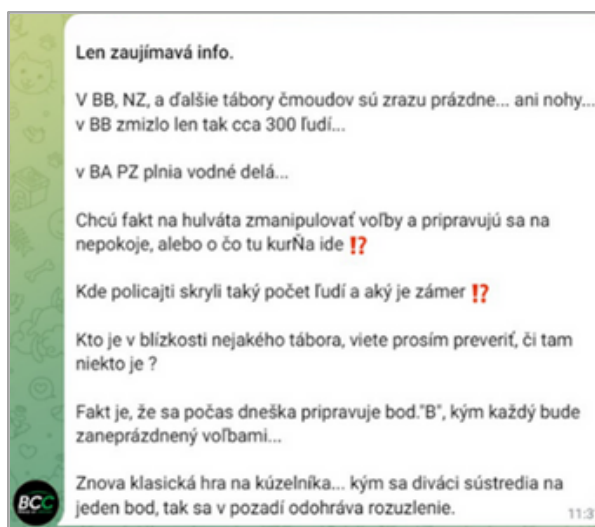 Len zaujímavá info.
V BB, NZ, a ďalšie tábory čmoudov sú zrazu prázdne... ani nohy...
v BB zmizlo len tak cca 300 ľudí...
v BA PZ plnia vodné delá...
Chcú fakt na hulváta zmanipulovať voľby a pripravujú sa na
nepokoje, alebo o čo tu kurŇa ide ⁉️
Kde policajti skryli taký počet ľudí a aký je zámer ⁉️
Kto je v blízkosti nejakého tábora, viete prosím preveriť, či tam
niekto je ?
Fakt je, že sa počas dneška pripravuje bod."B", kým každý bude
zaneprázdnený voľbami...
Znova klasická hra na kúzelníka... kým sa diváci sústredia na
jeden bod, tak sa v pozadí odohráva rozuzlenie.
BCC